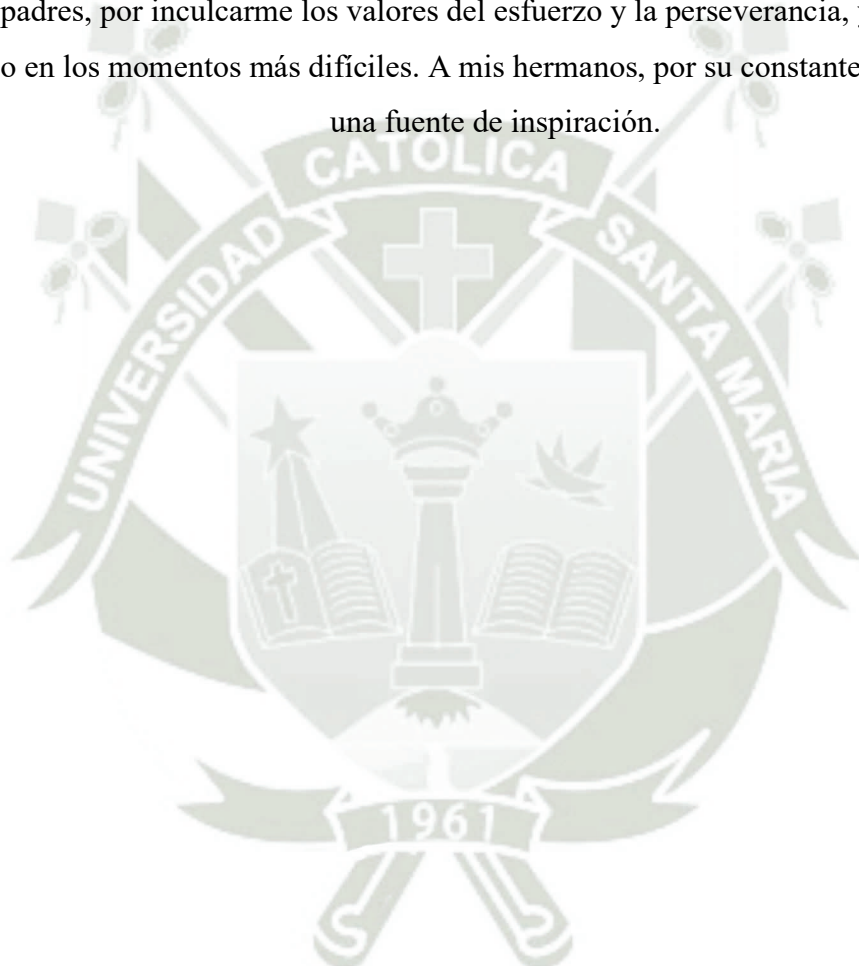 padres, por inculcarme los valores del esfuerzo y la perseverancia,
o en los momentos más difíciles. A mis hermanos, por su constante
una fuente de inspiración.
CATOLICA
UNIVERSIDAD
SANTA MARIA
1961